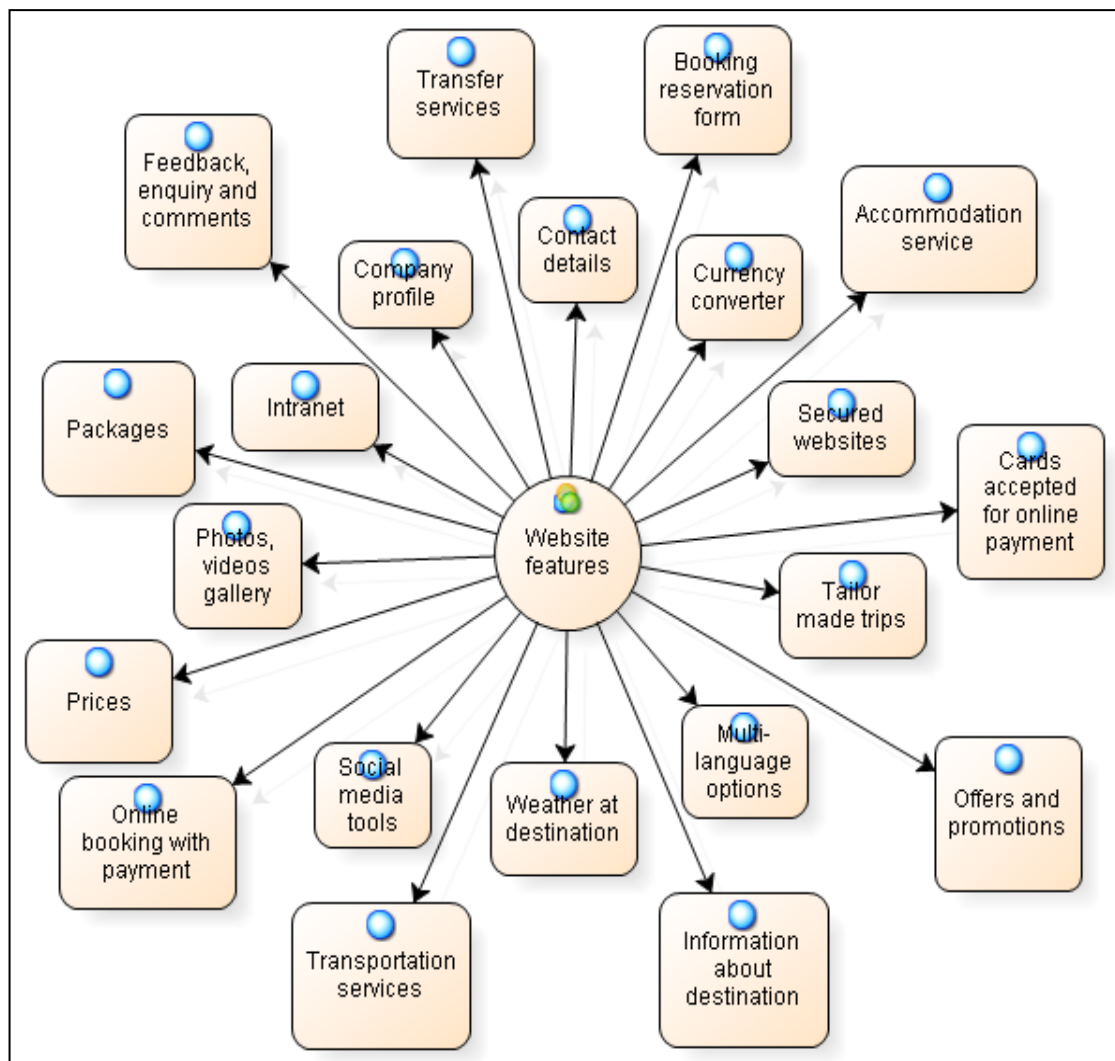 Transfer
services
Booking
reservation
form
Feedback,
enquiry and
comments
Accommodation
service
Contact
details
Company
profile
Currency
converter
Packages
Intranet
Secured
websites
Cards
accepted
for online
payment
Website
features
Photos,
videos
gallery
Tailor
made trips
Prices
Online
booking with
payment
Social
media
tools
Weather at
destination
Multi-
language
options
Offers and
promotions
Transportation
services
Information
about
destination